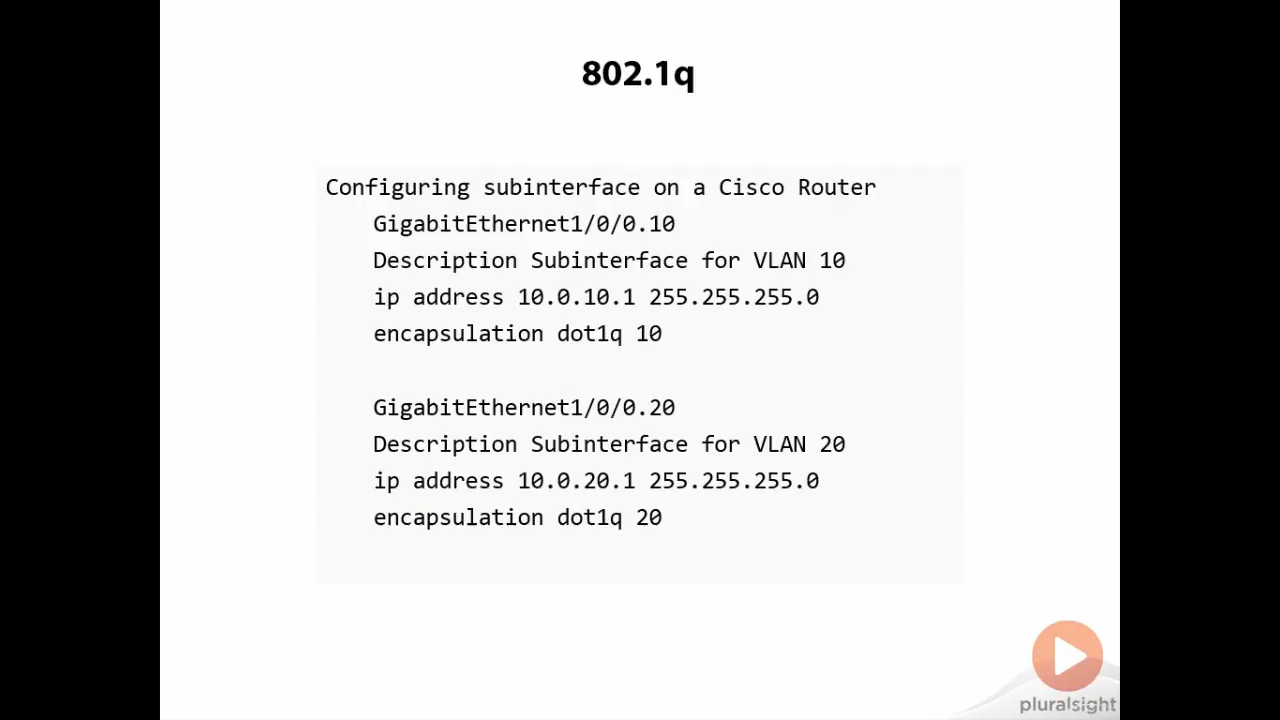 802.1q
Configuring subinterface on a Cisco Router
GigabitEthernet1/0/0.10
Description Subinterface for VLAN 10
ip address 10.0.10.1 255.255.255.0
encapsulation dot1q 10
GigabitEthernet1/0/0.20
Description Subinterface for VLAN 20
ip address 10.0.20.1 255.255.255.0
encapsulation dot1q 20
pluralsight